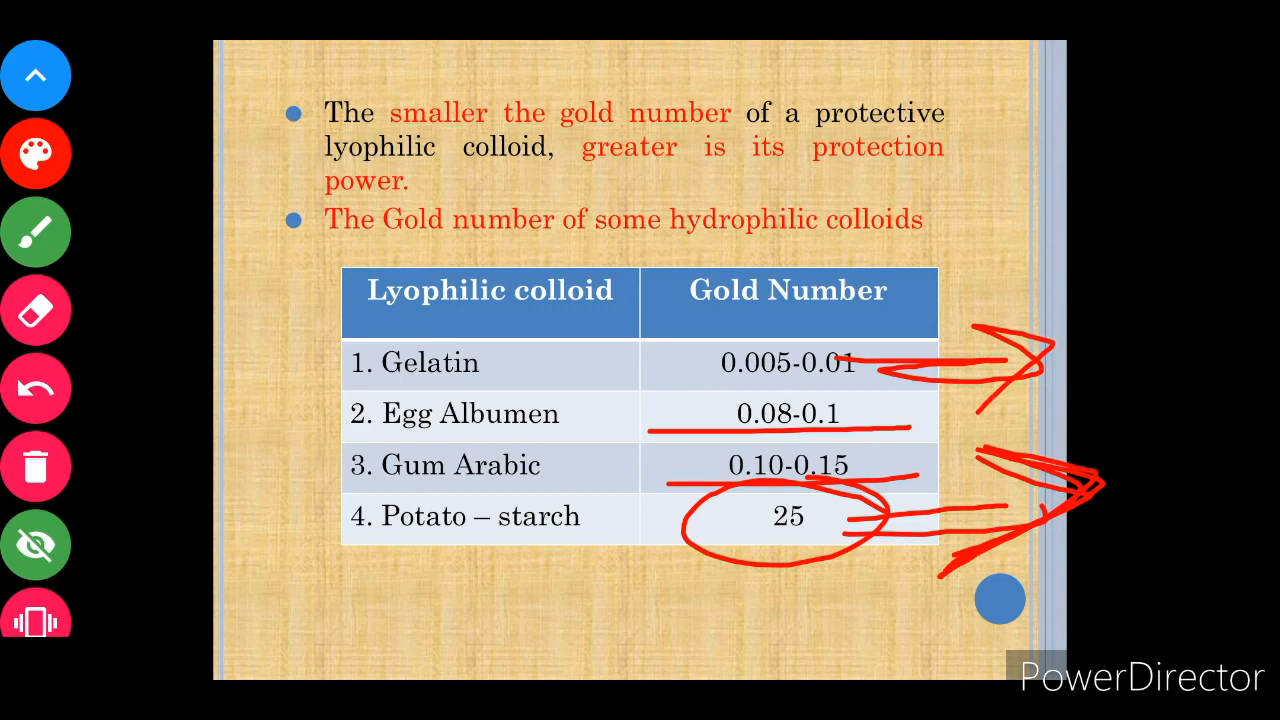 The smaller the gold number of a protective
lyophilic colloid, greater is its protection
power.
The Gold number of some hydrophilic colloids
Lyophilic colloid Gold Number
1. Gelatin 0.005-0.01
2. Egg Albumen 0.08-0.1
3. Gum Arabic 0.10-0.15
4. Potato – starch 25
PowerDirector